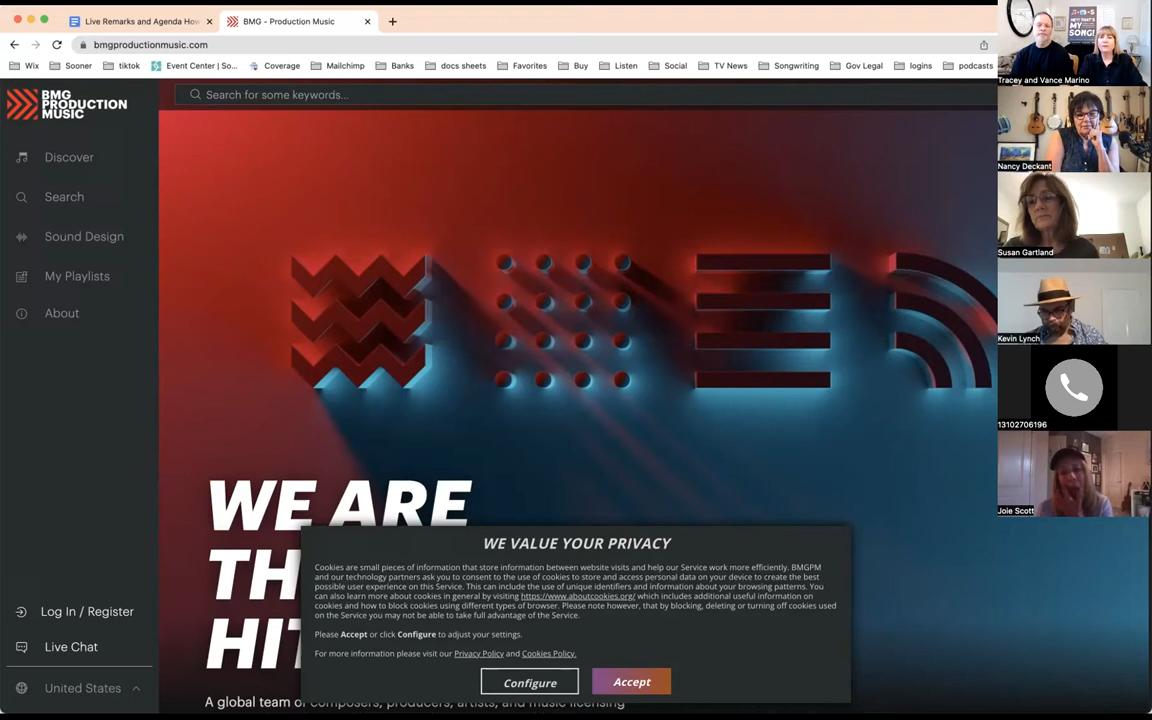 Live Remarks and Agenda How
BMG - Production Music
bmgproductionmusic.com
Wix
Sooner
tiktok
Event Center | So...
Coverage
Mailchimp
Banks
docs sheets
Favorites
Buy
Listen
Social
TV News
Songwriting
Gov Legal
logins
podcasts
BMG
PRODUCTION
MUSIC
Search for some keywords...
Discover
Search
Sound Design
My Playlists
About
Log In / Register
Live Chat
United States
WE ARE
TH
HIT
A global team of composers, producers, artists, and music licensing
WE VALUE YOUR PRIVACY
Cookies are small pieces of information that store information between website visits and help our Service work more efficiently. BMGPM
and our technology partners ask you to consent to the use of cookies to store and access personal data on your device to create the best
possible user experience on this Service. This can include the use of unique identifiers and information about your browsing patterns. You
can also learn more about cookies in general by visiting https://www.aboutcookies.org/ which includes additional useful information on
cookies and how to block cookies using different types of browser. Please note however, that by blocking, deleting or turning off cookies
on the Service you may not be able to take full advantage of the Service.
Please Accept or click Configure to adjust your settings.
For more information please visit our Privacy Policy and Cookies Policy.
Configure
Accept
HEY! THAT'S
MY
SONG!
Tracey and Vance Marino
Nancy Deckant
Susan Gartland
Kevin Lynch
13102706196
Joie Scott